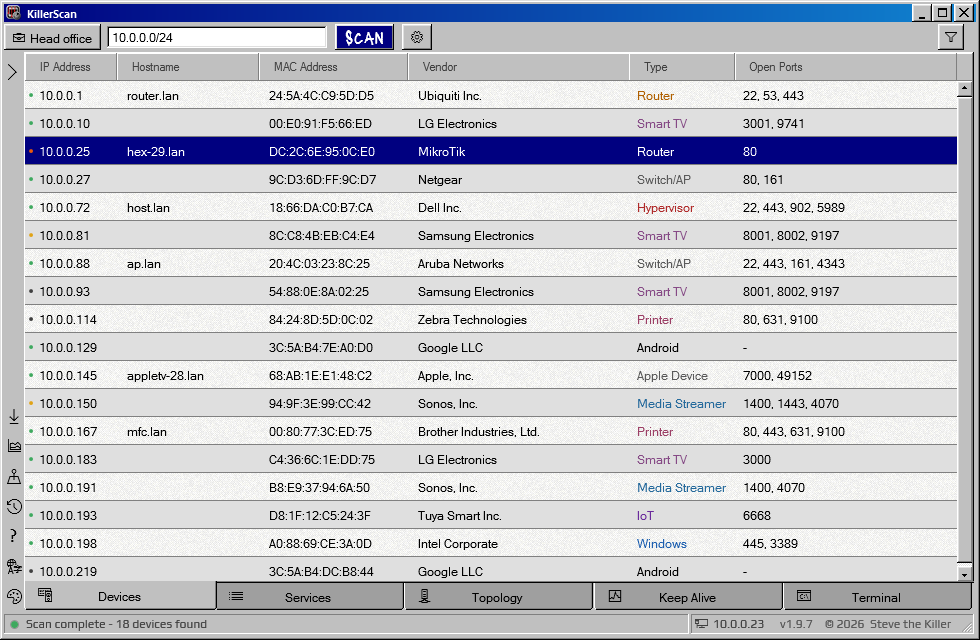 KillerScan
Head office 10.0.0.0/24 SCAN
IP Address Hostname MAC Address Vendor Type Open Ports
10.0.0.1 router.lan 24:5A:4C:C9:5D:D5 Ubiquiti Inc. Router 22, 53, 443
10.0.0.10 00:E0:91:F5:66:ED LG Electronics Smart TV 3001, 9741
10.0.0.25 hex-29.lan DC:2C:6E:95:0C:E0 MikroTik Router 80
10.0.0.27 9C:D3:6D:FF:9C:D7 Netgear Switch/AP 80, 161
10.0.0.72 host.lan 18:66:DA:C0:B7:CA Dell Inc. Hypervisor 22, 443, 902, 5989
10.0.0.81 8C:C8:4B:EB:C4:E4 Samsung Electronics Smart TV 8001, 8002, 9197
10.0.0.88 ap.lan 20:4C:03:23:8C:25 Aruba Networks Switch/AP 22, 443, 161, 4343
10.0.0.93 54:88:0E:8A:02:25 Samsung Electronics Smart TV 8001, 8002, 9197
10.0.0.114 84:24:8D:5D:0C:02 Zebra Technologies Printer 80, 631, 9100
10.0.0.129 3C:5A:B4:7E:A0:D0 Google LLC Android -
10.0.0.145 appletv-28.lan 68:AB:1E:E1:48:C2 Apple, Inc. Apple Device 7000, 49152
10.0.0.150 94:9F:3E:99:CC:42 Sonos, Inc. Media Streamer 1400, 1443, 4070
10.0.0.167 mfc.lan 00:80:77:3C:ED:75 Brother Industries, Ltd. Printer 80, 443, 631, 9100
10.0.0.183 C4:36:6C:1E:DD:75 LG Electronics Smart TV 3000
10.0.0.191 B8:E9:37:94:6A:50 Sonos, Inc. Media Streamer 1400, 4070
10.0.0.193 D8:1F:12:C5:24:3F Tuya Smart Inc. IoT 6668
10.0.0.198 A0:88:69:CE:3A:0D Intel Corporate Windows 445, 3389
10.0.0.219 3C:5A:B4:DC:B8:44 Google LLC Android -
Devices Services Topology Keep Alive Terminal
Scan complete - 18 devices found 10.0.0.23 v1.9.7 © 2026 Steve the Killer